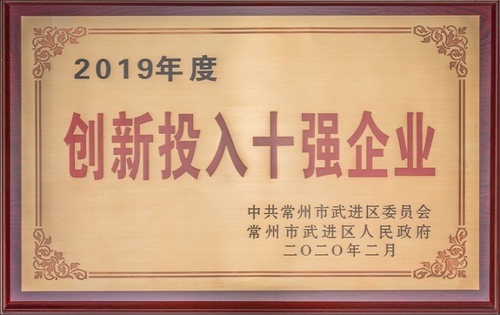 2019年度
创新投入十强企业
中共常州市武进区委员会
常州市武进区人民政府
二〇二〇年二月